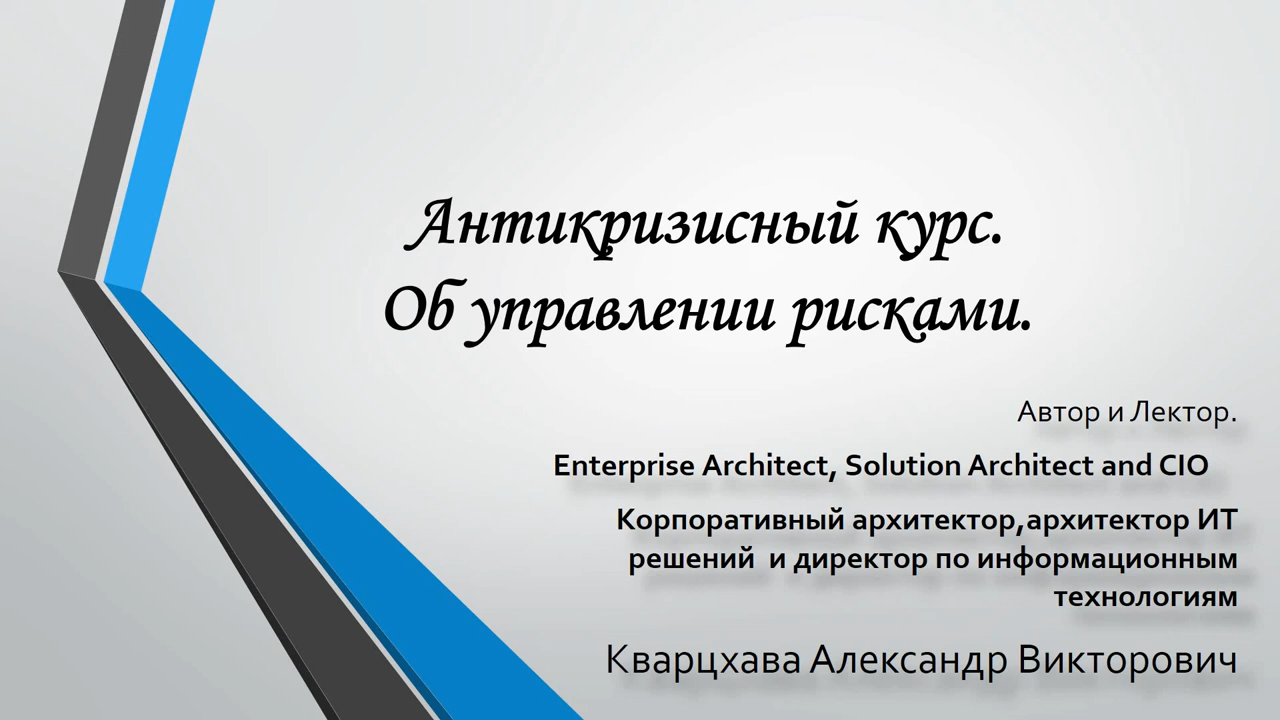 Антикризисный курс.
Об управлении рисками.
Автор и Лектор.
Enterprise Architect, Solution Architect and CIO
Корпоративный архитектор,архитектор ИТ
решений и директор по информационным
технологиям
Кварцхава Александр Викторович